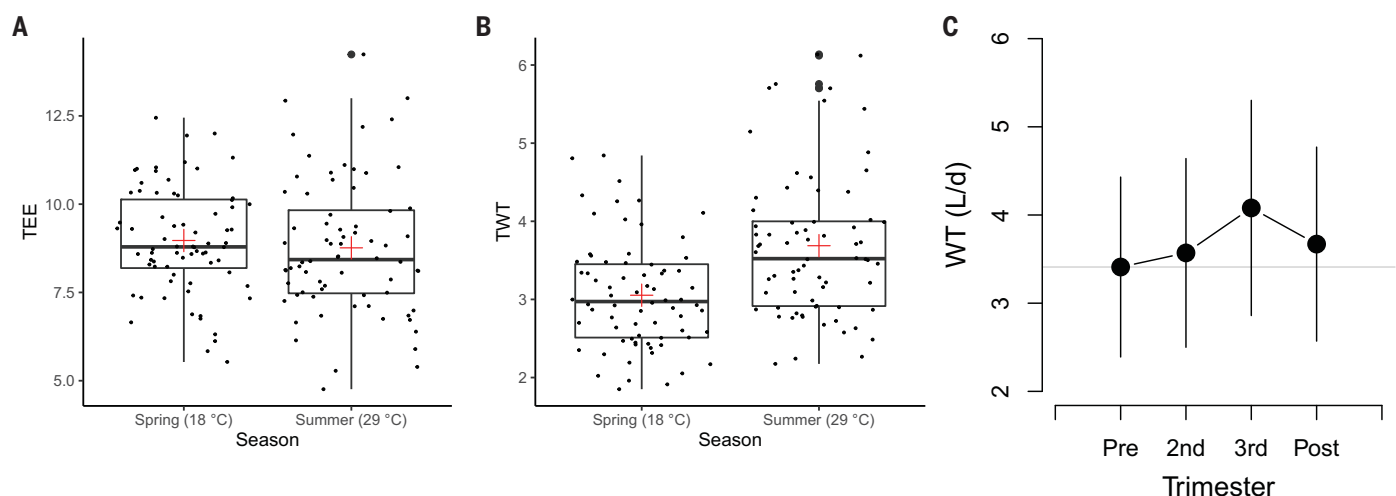 A
TEE
12.5
10.0
7.5
5.0
Spring (18 °C)
Summer (29 °C)
Season
B
TWT
6
5
4
3
2
Spring (18 °C)
Summer (29 °C)
Season
C
WT (L/d)
6
5
4
3
2
Pre
2nd
3rd
Post
Trimester